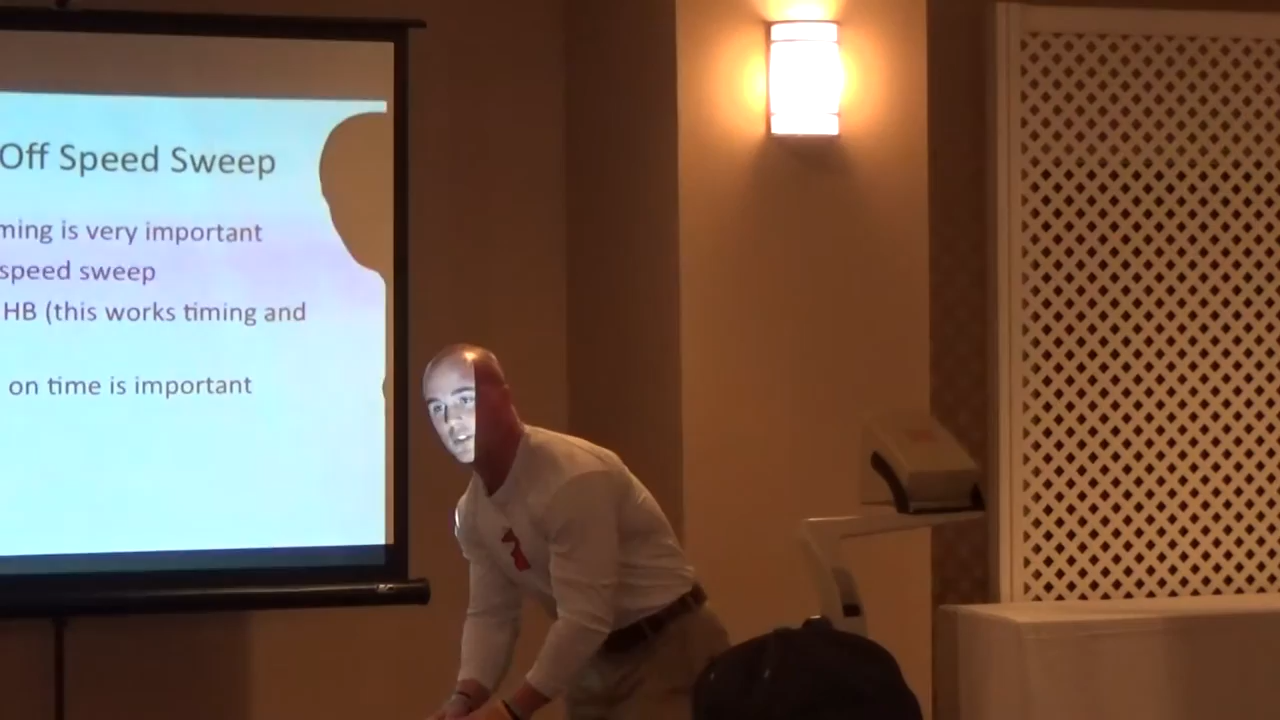 Off Speed Sweep
ming is very important
speed sweep
HB (this works timing and
on time is important